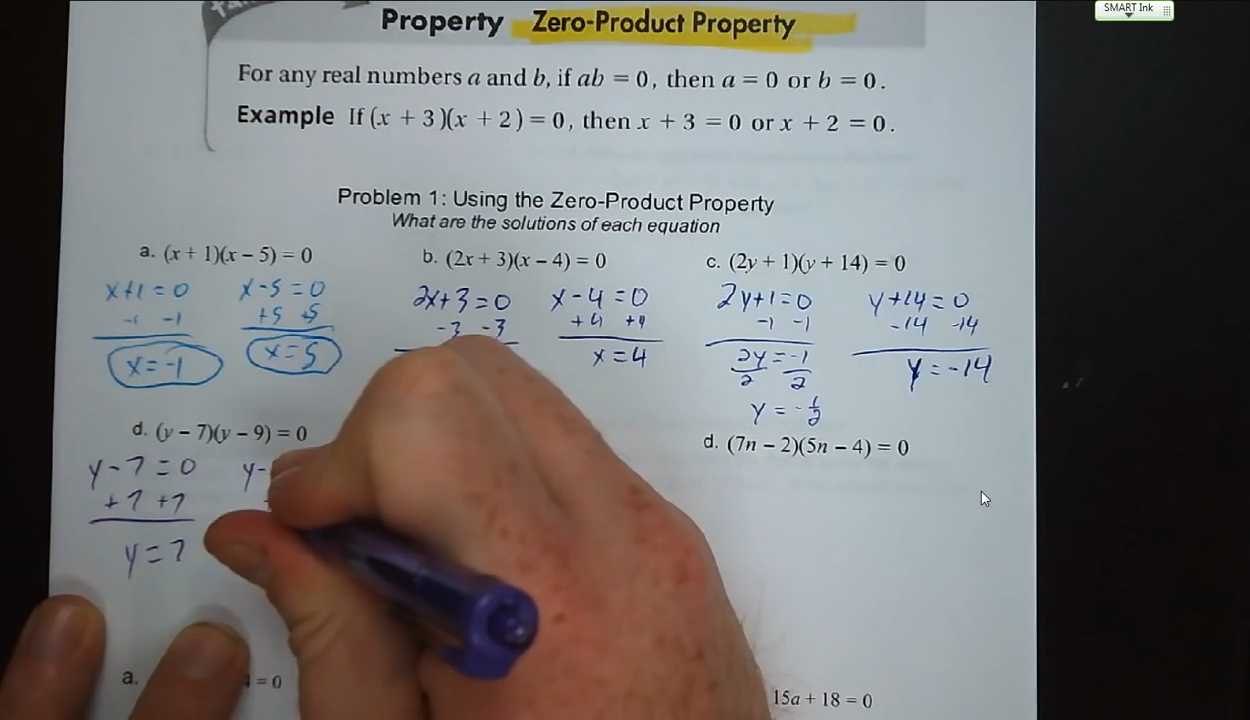 SMART Ink
Property Zero-Product Property
For any real numbers a and b, if ab = 0, then a = 0 or b = 0.
Example If (x + 3)(x + 2) = 0, then x + 3 = 0 or x + 2 = 0.
Problem 1: Using the Zero-Product Property
What are the solutions of each equation
a. (x + 1)(x – 5) = 0
x+1 = 0 x-5 = 0
-1 -1 +5 +5
x = -1 x = 5
b. (2x + 3)(x – 4) = 0
2x+3 = 0 x-4 = 0
-3 -3 +4 +4
x = 4
c. (2y + 1)(y + 14) = 0
2y+1 = 0 y+14 = 0
-1 -1 -14 -14
2y = -1 y = -14
2 2
y = -1/2
d. (y – 7)(y – 9) = 0
y-7 = 0 y-
+7 +7
y = 7
d. (7n – 2)(5n – 4) = 0
a. = 0
15a + 18 = 0